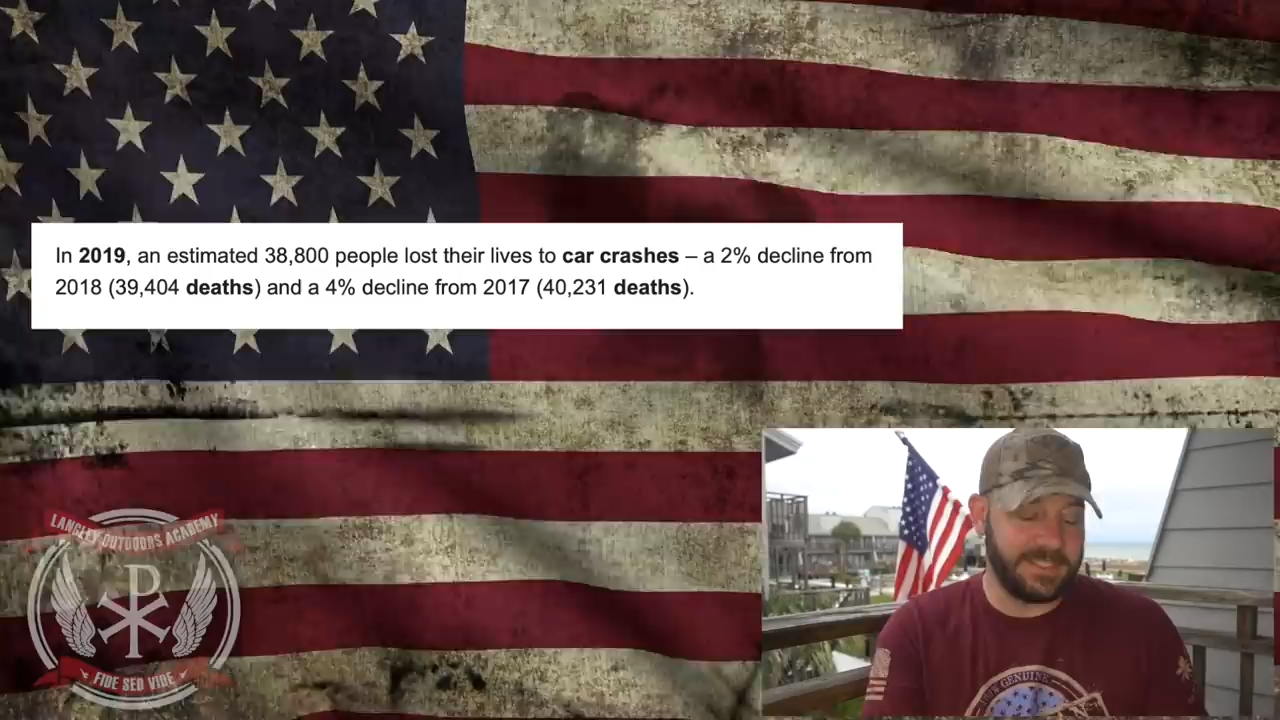 In 2019, an estimated 38,800 people lost their lives to car crashes – a 2% decline from
2018 (39,404 deaths) and a 4% decline from 2017 (40,231 deaths).
LANGLEY OUTDOORS ACADEMY
FIDE SED VIDE
GENUINE